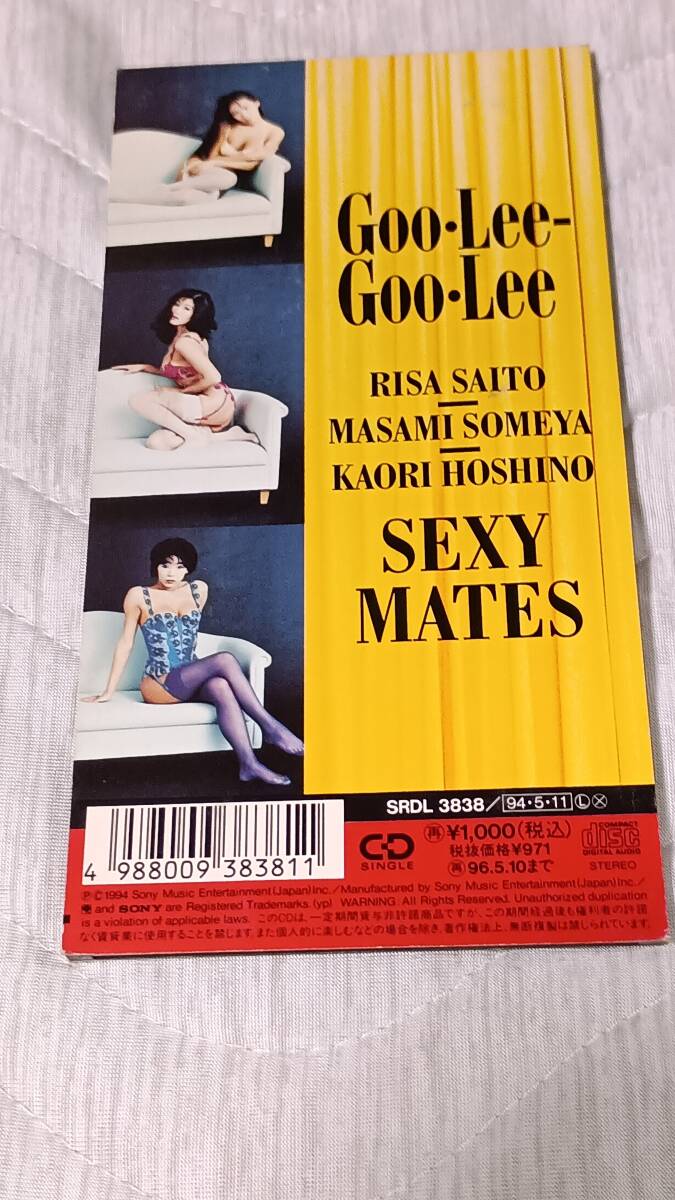 Goo•Lee-
Goo•Lee
RISA SAITO
MASAMI SOMEYA
KAORI HOSHINO
SEXY
MATES
SRDL 3838/ 94・5・11 Ⓛ Ⓧ
4 988009 383811
CD SINGLE
再 ¥1,000(税込)
税抜価格¥971
再 96.5.10まで
COMPACT disc DIGITAL AUDIO
STEREO
Ⓟ© 1994 Sony Music Entertainment(Japan)Inc./Manufactured by Sony Music Entertainment(Japan)Inc./
and SONY are Registered Trademarks.(yp) WARNING: All Rights Reserved. Unauthorized duplication
is a violation of applicable laws. このCDは、一定期間貸与非許諾商品ですが、この期間経過後も権利者の許諾
なく賃貸業に使用することを禁じます。また個人的に楽しむなどの場合を除き、著作権法上、無断複製は禁じられています。